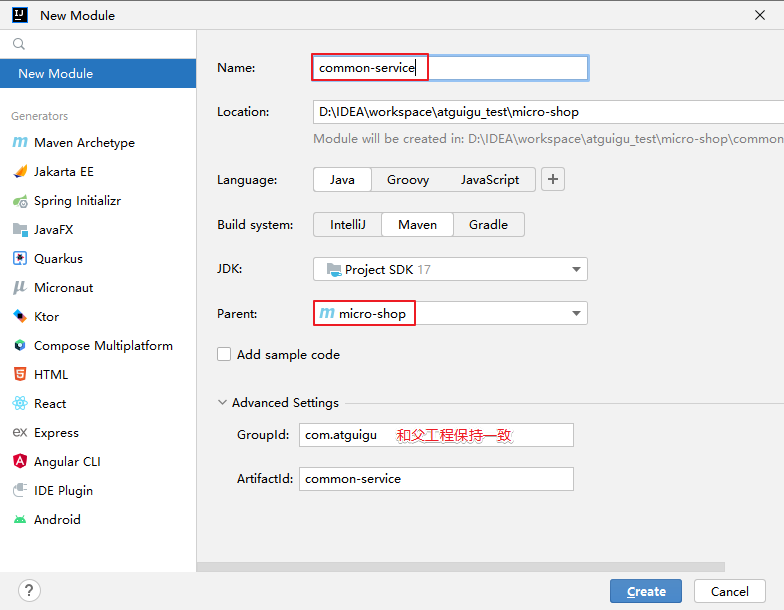 New Module
New Module
Generators
Maven Archetype
Jakarta EE
Spring Initializr
JavaFX
Quarkus
Micronaut
Ktor
Compose Multiplatform
HTML
React
Express
Angular CLI
IDE Plugin
Android
Name: common-service
Location: D:\IDEA\workspace\atguigu_test\micro-shop
Module will be created in: D:\IDEA\workspace\atguigu_test\micro-shop\common
Language: Java Groovy JavaScript +
Build system: IntelliJ Maven Gradle
JDK: Project SDK 17
Parent: m micro-shop
Add sample code
Advanced Settings
GroupId: com.atguigu 和父工程保持一致
ArtifactId: common-service
? Create Cancel